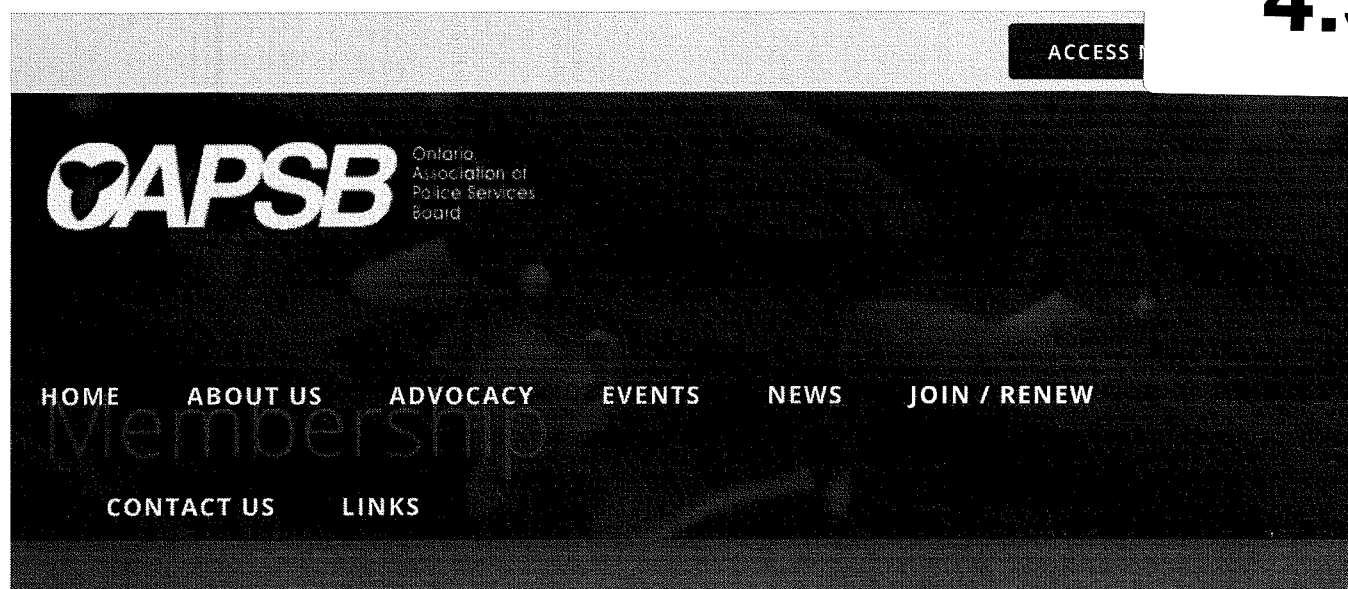 4.
ACCESS
OAPSB
Ontario
Association of
Police Services
Board
HOME ABOUT US ADVOCACY EVENTS NEWS JOIN / RENEW
Membership
CONTACT US LINKS